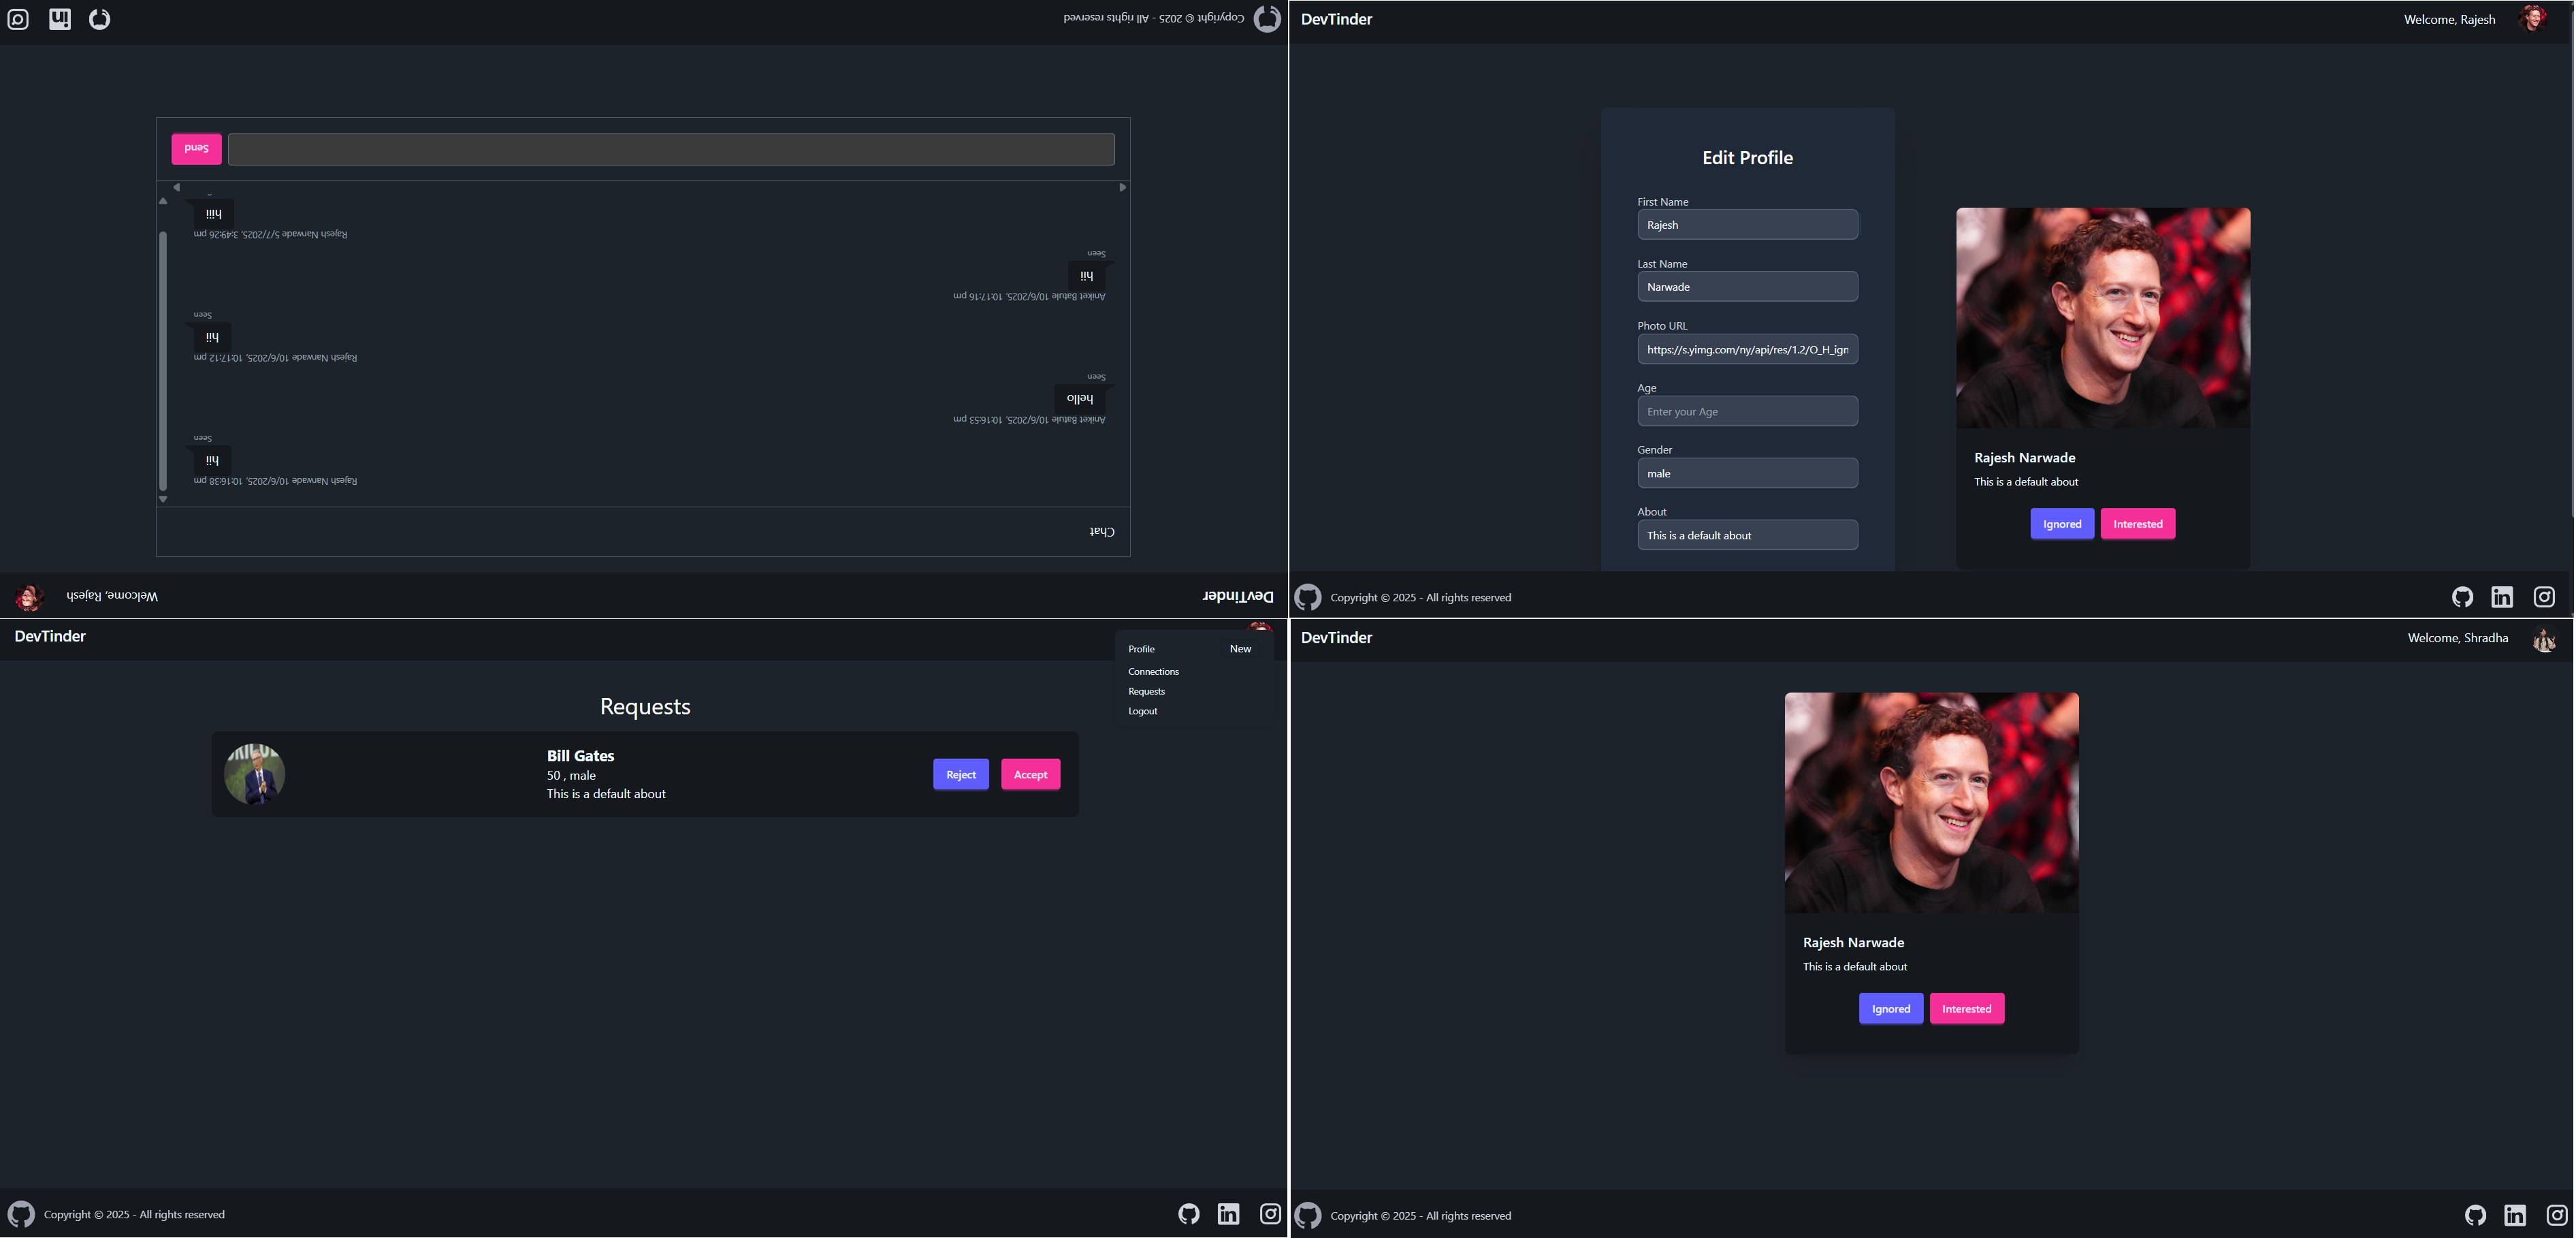 DevTinder
Welcome, Rajesh
Chat
Rajesh Narwade 10/6/2025, 10:16:38 pm
hii
Seen
Aniket Batule 10/6/2025, 10:16:53 pm
hello
Seen
Rajesh Narwade 10/6/2025, 10:17:12 pm
hii
Seen
Aniket Batule 10/6/2025, 10:17:16 pm
hii
Seen
Rajesh Narwade 5/7/2025, 3:49:26 pm
hiii
Send
Copyright © 2025 - All rights reserved
DevTinder
Welcome, Rajesh
Edit Profile
First Name
Rajesh
Last Name
Narwade
Photo URL
https://s.yimg.com/ny/api/res/1.2/O_H_ign
Age
Enter your Age
Gender
male
About
This is a default about
Rajesh Narwade
This is a default about
Ignored Interested
Copyright © 2025 - All rights reserved
DevTinder
Profile New
Connections
Requests
Logout
Requests
Bill Gates
50 , male
This is a default about
Reject Accept
Copyright © 2025 - All rights reserved
DevTinder
Welcome, Shradha
Rajesh Narwade
This is a default about
Ignored Interested
Copyright © 2025 - All rights reserved